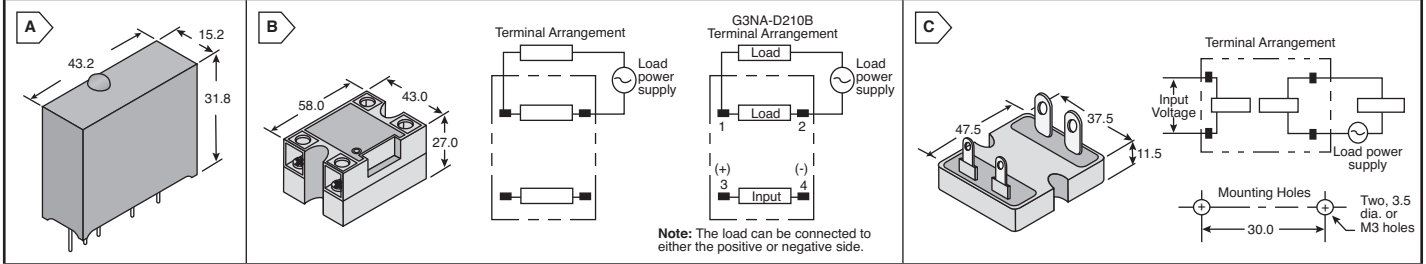 A
15.2
43.2
31.8
B
58.0
43.0
27.0
Terminal Arrangement
Load
power
supply
G3NA-D210B
Terminal Arrangement
Load
Load
power
supply
Load
1
2
(+)
(-)
3
Input
4
Note: The load can be connected to
either the positive or negative side.
C
47.5
37.5
11.5
Terminal Arrangement
Input
Voltage
Load power
supply
Mounting Holes
30.0
Two, 3.5
dia. or
M3 holes